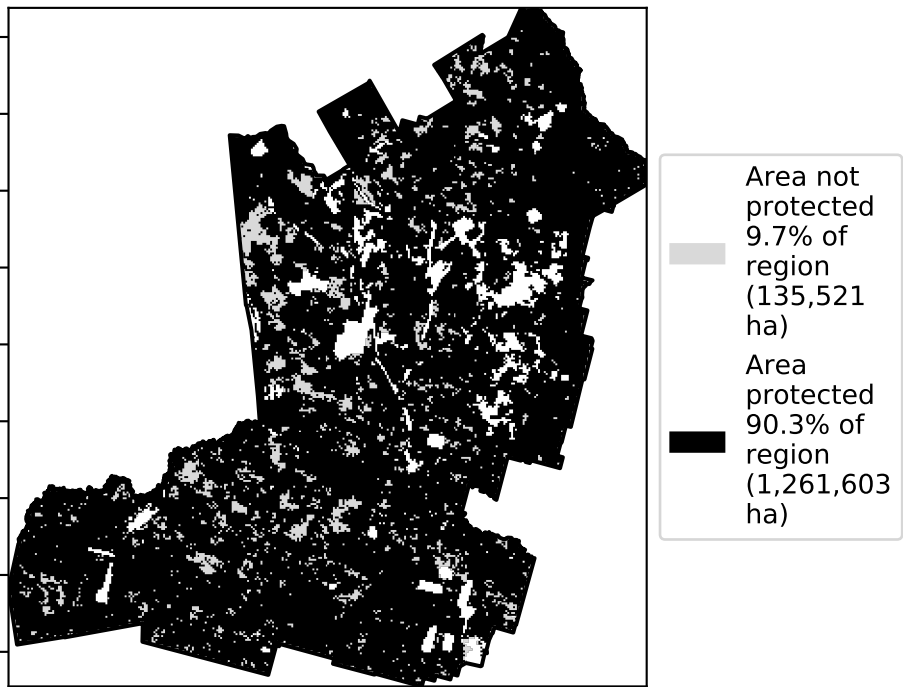 Area not
protected
9.7% of
region
(135,521
ha)
Area
protected
90.3% of
region
(1,261,603
ha)